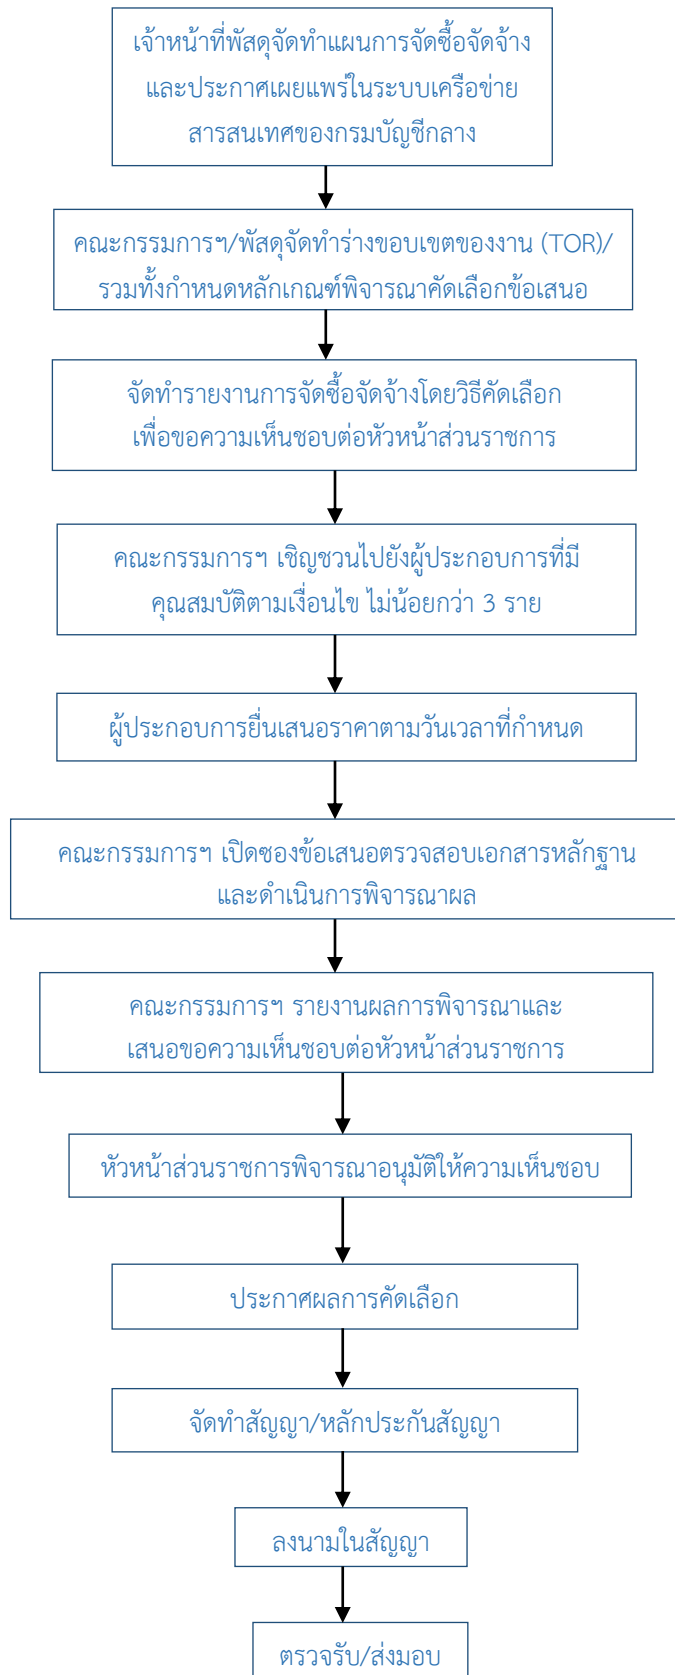 เจ้าหน้าที่พัสดุจัดทำแผนการจัดซื้อจัดจ้าง
และประกาศเผยแพร่ในระบบเครือข่าย
สารสนเทศของกรมบัญชีกลาง
คณะกรรมการฯ/พัสดุจัดทำร่างขอบเขตของงาน (TOR)/
รวมทั้งกำหนดหลักเกณฑ์พิจารณาคัดเลือกข้อเสนอ
จัดทำรายงานการจัดซื้อจัดจ้างโดยวิธีคัดเลือก
เพื่อขอความเห็นชอบต่อหัวหน้าส่วนราชการ
คณะกรรมการฯ เชิญชวนไปยังผู้ประกอบการที่มี
คุณสมบัติตามเงื่อนไข ไม่น้อยกว่า 3 ราย
ผู้ประกอบการยื่นเสนอราคาตามวันเวลาที่กำหนด
คณะกรรมการฯ เปิดซองข้อเสนอตรวจสอบเอกสารหลักฐาน
และดำเนินการพิจารณาผล
คณะกรรมการฯ รายงานผลการพิจารณาและ
เสนอขอความเห็นชอบต่อหัวหน้าส่วนราชการ
หัวหน้าส่วนราชการพิจารณาอนุมัติให้ความเห็นชอบ
ประกาศผลการคัดเลือก
จัดทำสัญญา/หลักประกันสัญญา
ลงนามในสัญญา
ตรวจรับ/ส่งมอบ